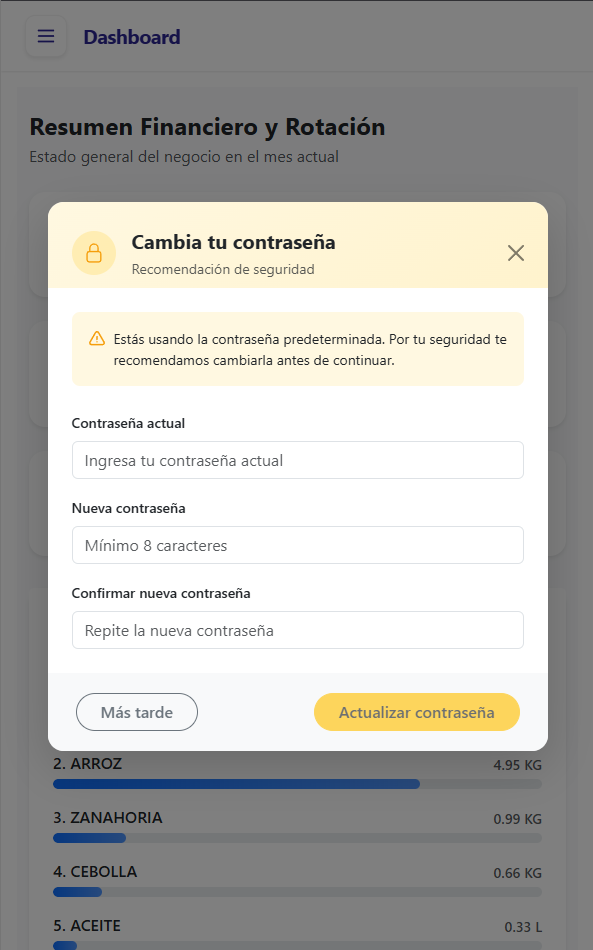 Dashboard
Resumen Financiero y Rotación
Estado general del negocio en el mes actual
Cambia tu contraseña
Recomendación de seguridad
Estás usando la contraseña predeterminada. Por tu seguridad te
recomendamos cambiarla antes de continuar.
Contraseña actual
Ingresa tu contraseña actual
Nueva contraseña
Mínimo 8 caracteres
Confirmar nueva contraseña
Repite la nueva contraseña
Más tarde
Actualizar contraseña
2. ARROZ
4.95 KG
3. ZANAHORIA
0.99 KG
4. CEBOLLA
0.66 KG
5. ACEITE
0.33 L